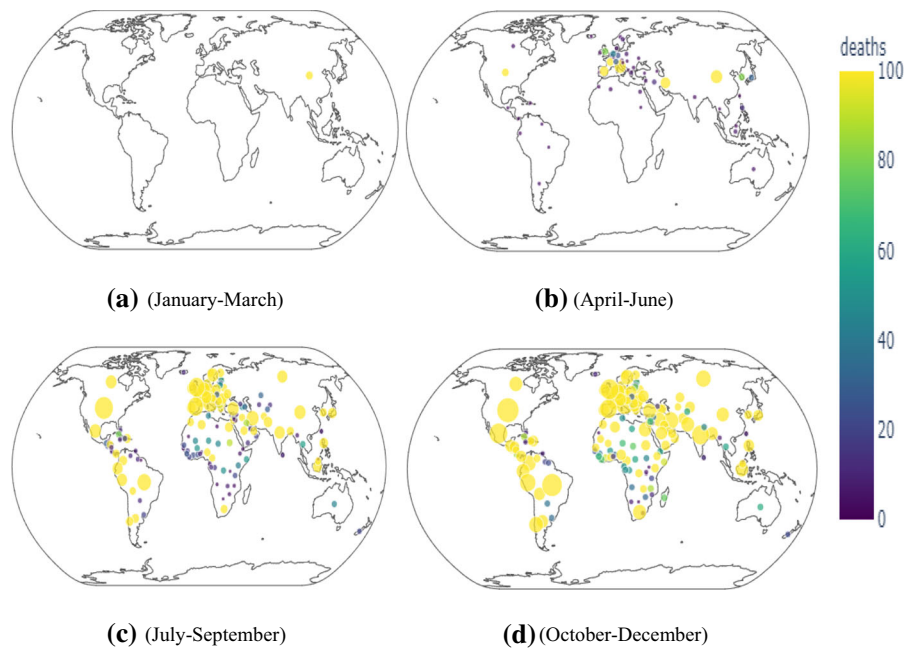 deaths
100
80
60
40
20
0
(a) (January-March)
(b) (April-June)
(c) (July-September)
(d) (October-December)